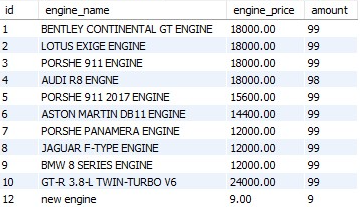 id engine_name engine_price amount
1 BENTLEY CONTINENTAL GT ENGINE 18000.00 99
2 LOTUS EXIGE ENGINE 18000.00 99
3 PORSHE 911 ENGINE 18000.00 99
4 AUDI R8 ENGNE 18000.00 98
5 PORSHE 911 2017 ENGINE 15600.00 99
6 ASTON MARTIN DB11 ENGINE 14400.00 99
7 PORSHE PANAMERA ENGINE 12000.00 99
8 JAGUAR F-TYPE ENGINE 12000.00 99
9 BMW 8 SERIES ENGINE 12000.00 99
10 GT-R 3.8-L TWIN-TURBO V6 24000.00 99
12 new engine 9.00 9